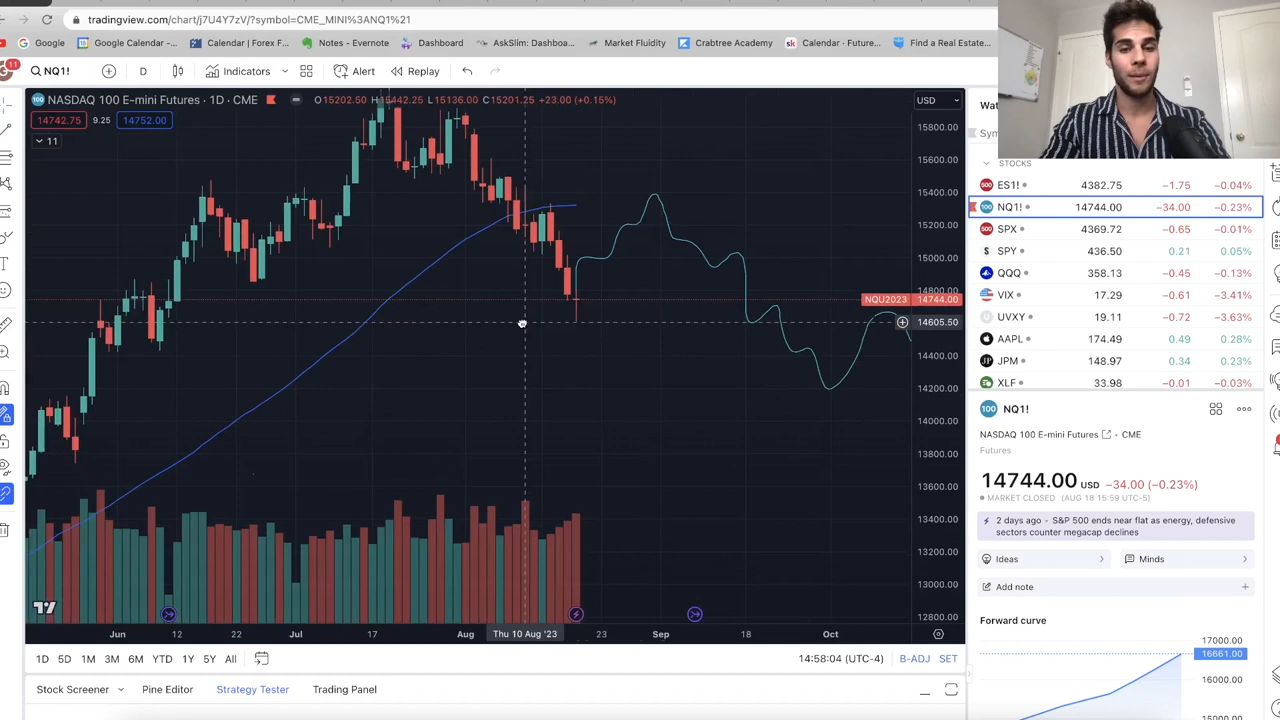 tradingview.com/chart/j7U4Y7zV/?symbol=CME_MINI%3ANQ1%21
Google
Google Calendar -...
Calendar | Forex F...
Notes - Evernote
Dashboard
AskSlim: Dashboa...
Market Fluidity
Crabtree Academy
Calendar · Future...
Find a Real Estate...
11
NQ1!
D
Indicators
Alert
Replay
NASDAQ 100 E-mini Futures · 1D · CME
O15202.50 H15442.25 L15136.00 C15201.25 +23.00 (+0.15%)
USD
14742.75
9.25
14752.00
11
15800.00
15600.00
15400.00
15200.00
15000.00
14800.00
NQU2023 14744.00
14605.50
14400.00
14200.00
14000.00
13800.00
13600.00
13400.00
13200.00
13000.00
12800.00
Jun
12
22
Jul
17
Aug
Thu 10 Aug '23
23
Sep
18
Oct
1D
5D
1M
3M
6M
YTD
1Y
5Y
All
14:58:04 (UTC-4)
B-ADJ
SET
Stock Screener
Pine Editor
Strategy Tester
Trading Panel
STOCKS
500 ES1! 4382.75 −1.75 −0.04%
100 NQ1! 14744.00 −34.00 −0.23%
500 SPX 4369.72 −0.65 −0.01%
S SPY 436.50 0.21 0.05%
QQQ 358.13 −0.45 −0.13%
VIX 17.29 −0.61 −3.41%
U UVXY 19.11 −0.72 −3.63%
AAPL 174.49 0.49 0.28%
JP JPM 148.97 0.34 0.23%
XLF 33.98 −0.01 −0.03%
100 NQ1!
NASDAQ 100 E-mini Futures · CME
Futures
14744.00 USD −34.00 (−0.23%)
MARKET CLOSED (AUG 18 15:59 UTC-5)
2 days ago · S&P 500 ends near flat as energy, defensive
sectors counter megacap declines
Ideas
Minds
Add note
Forward curve
17000.00
16661.00
16000.00
15000.00